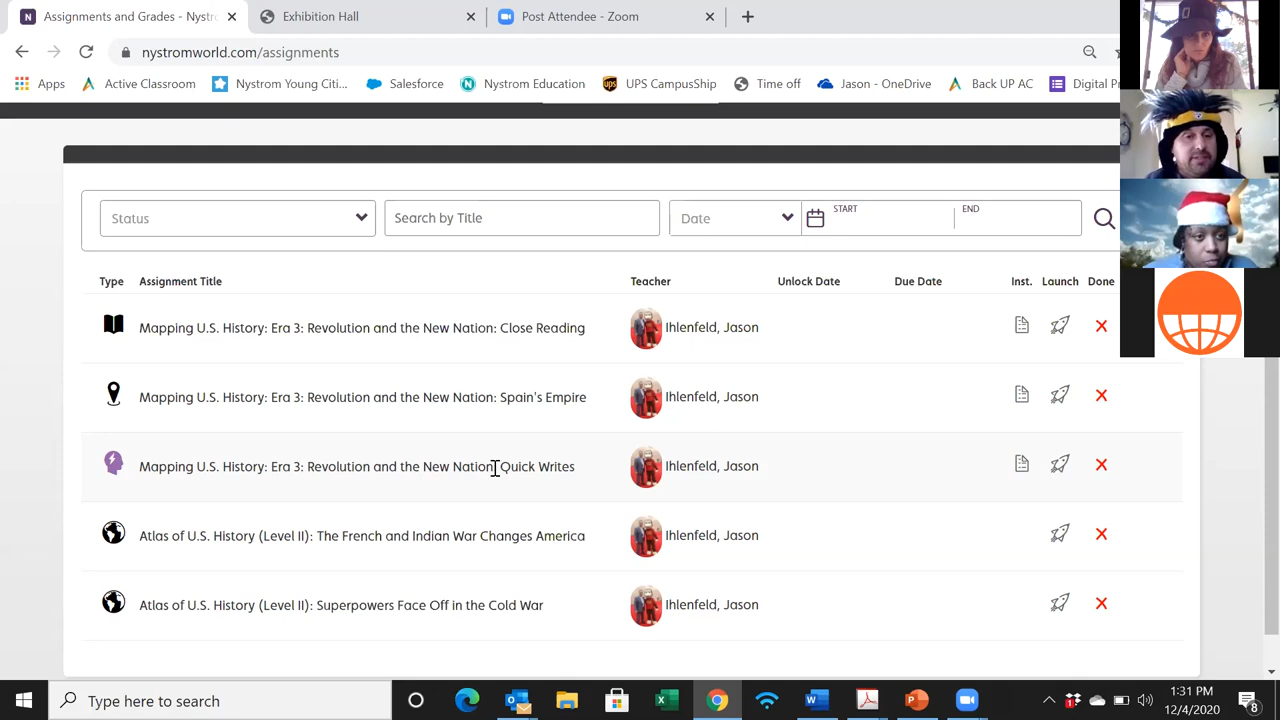 Assignments and Grades - Nystr
Exhibition Hall
Post Attendee - Zoom
nystromworld.com/assignments
Apps Active Classroom Nystrom Young Citi... Salesforce Nystrom Education UPS CampusShip Time off Jason - OneDrive Back UP AC Digital Pr
Status Search by Title Date START END
Type Assignment Title Teacher Unlock Date Due Date Inst. Launch Done
Mapping U.S. History: Era 3: Revolution and the New Nation: Close Reading Ihlenfeld, Jason
Mapping U.S. History: Era 3: Revolution and the New Nation: Spain's Empire Ihlenfeld, Jason
Mapping U.S. History: Era 3: Revolution and the New Nation: Quick Writes Ihlenfeld, Jason
Atlas of U.S. History (Level II): The French and Indian War Changes America Ihlenfeld, Jason
Atlas of U.S. History (Level II): Superpowers Face Off in the Cold War Ihlenfeld, Jason
Type here to search
1:31 PM
12/4/2020
8